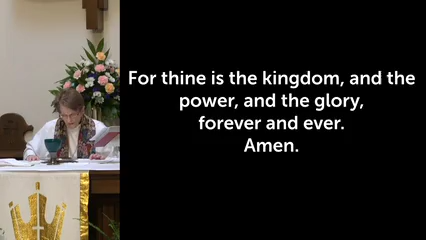 For thine is the kingdom, and the
power, and the glory,
forever and ever.
Amen.